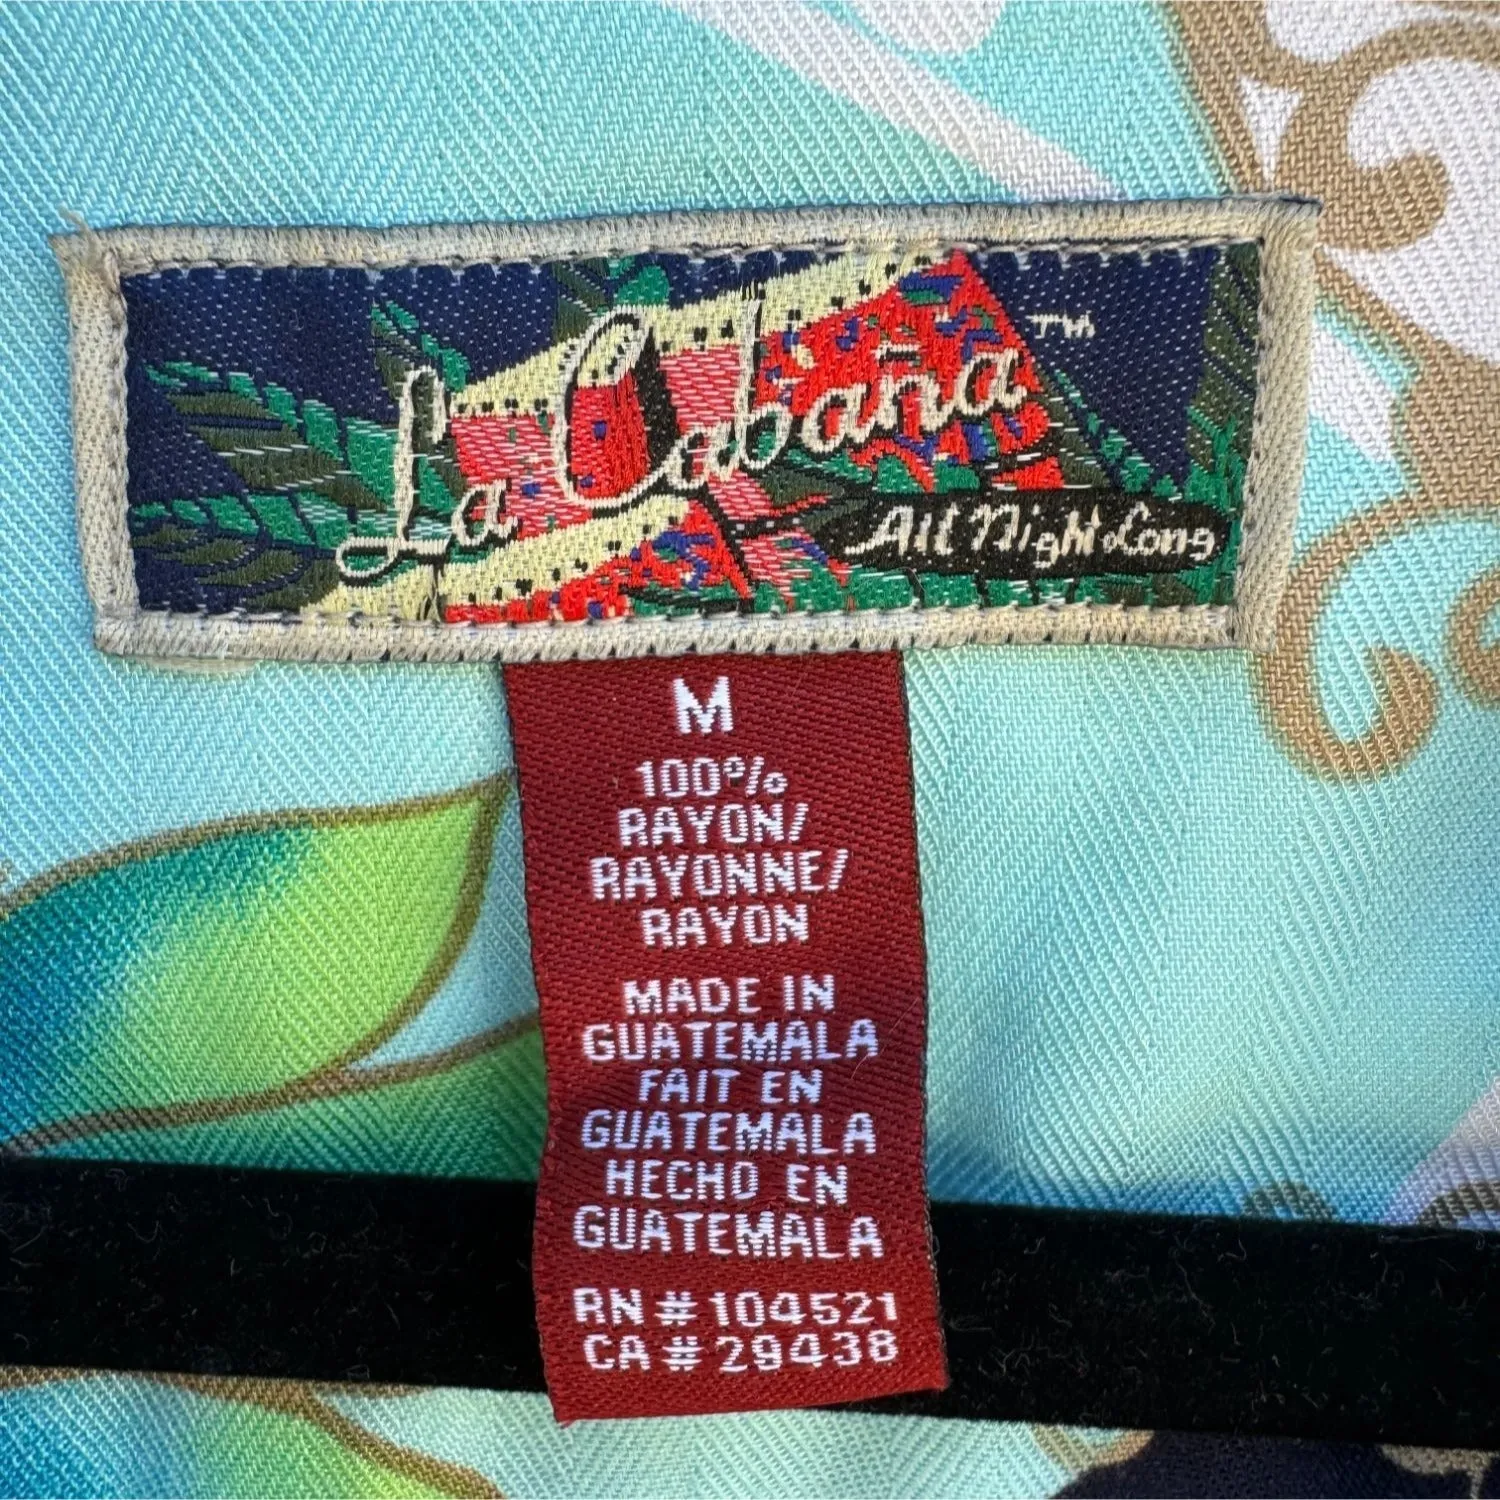 La Cabaña™
All Night Long
M
100%
RAYON/
RAYONNE/
RAYON
MADE IN
GUATEMALA
FAIT EN
GUATEMALA
HECHO EN
GUATEMALA
RN # 104521
CA # 29438